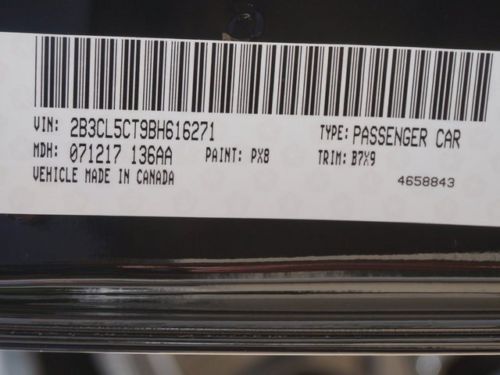 VIN: 2B3CL5CT9BH616271 TYPE: PASSENGER CAR
MDH: 071217 136AA PAINT: PX8 TRIM: B7X9
VEHICLE MADE IN CANADA 4658843